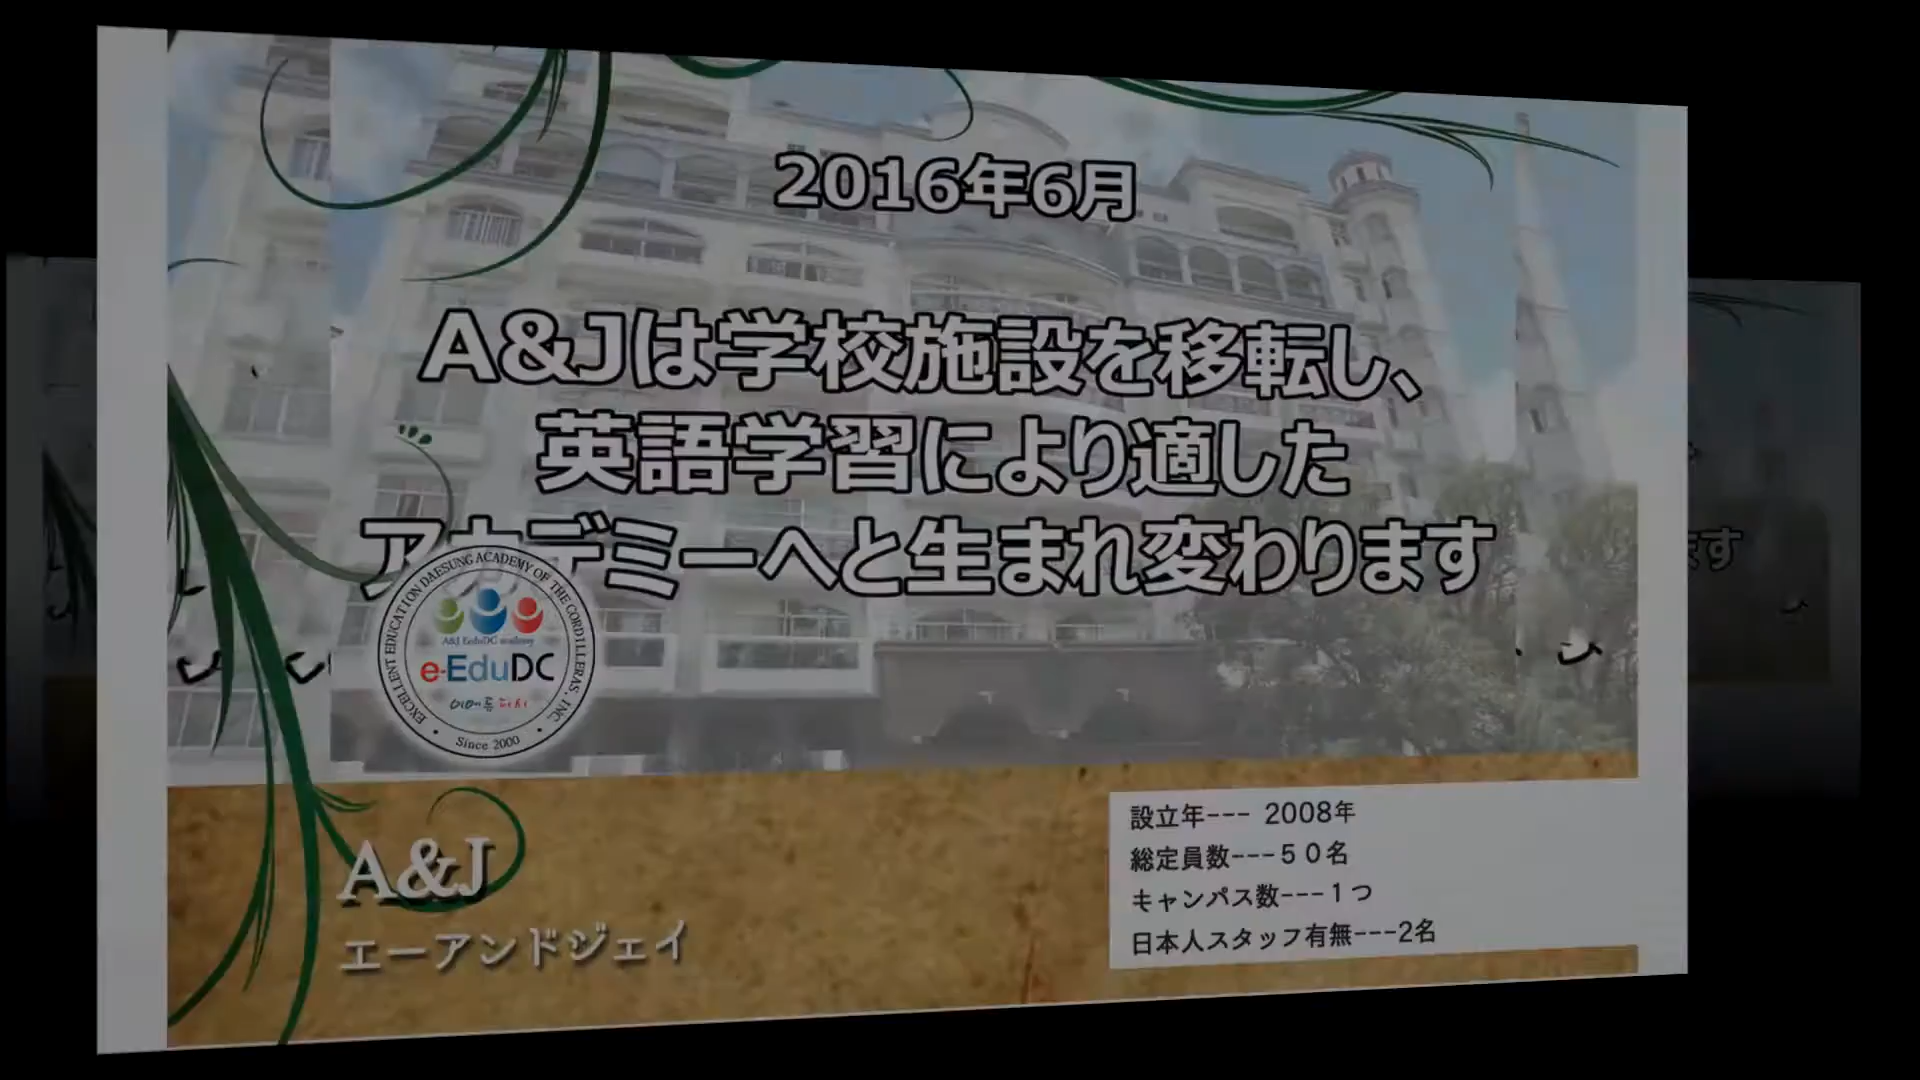 2016年6月
A&Jは学校施設を移転し、
英語学習により適した
アカデミーへと生まれ変わります
EXCELLENT EDUCATION DAESUNG ACADEMY OF THE CORDILLERAS, INC.
A&J EeduDC academy
e-EduDC
Since 2000
A&J
エーアンドジェイ
設立年--- 2008年
総定員数---５０名
キャンパス数---１つ
日本人スタッフ有無---2名
ます